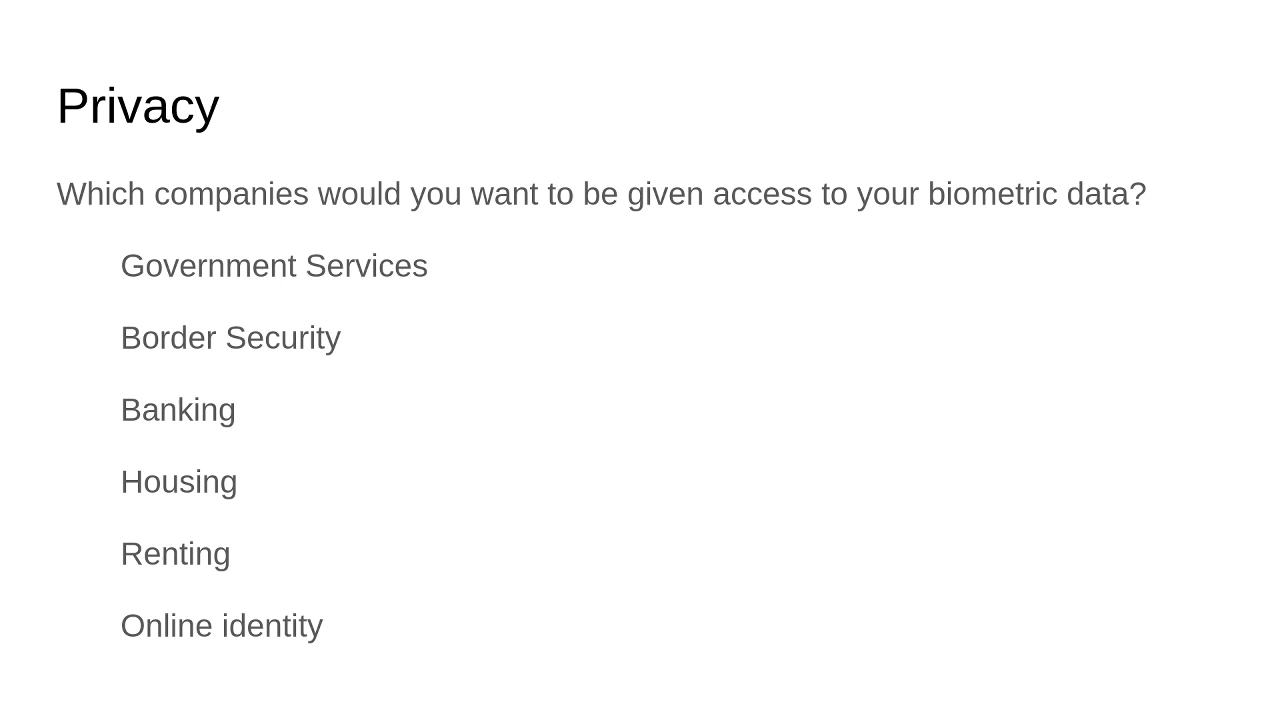 Privacy
Which companies would you want to be given access to your biometric data?
Government Services
Border Security
Banking
Housing
Renting
Online identity